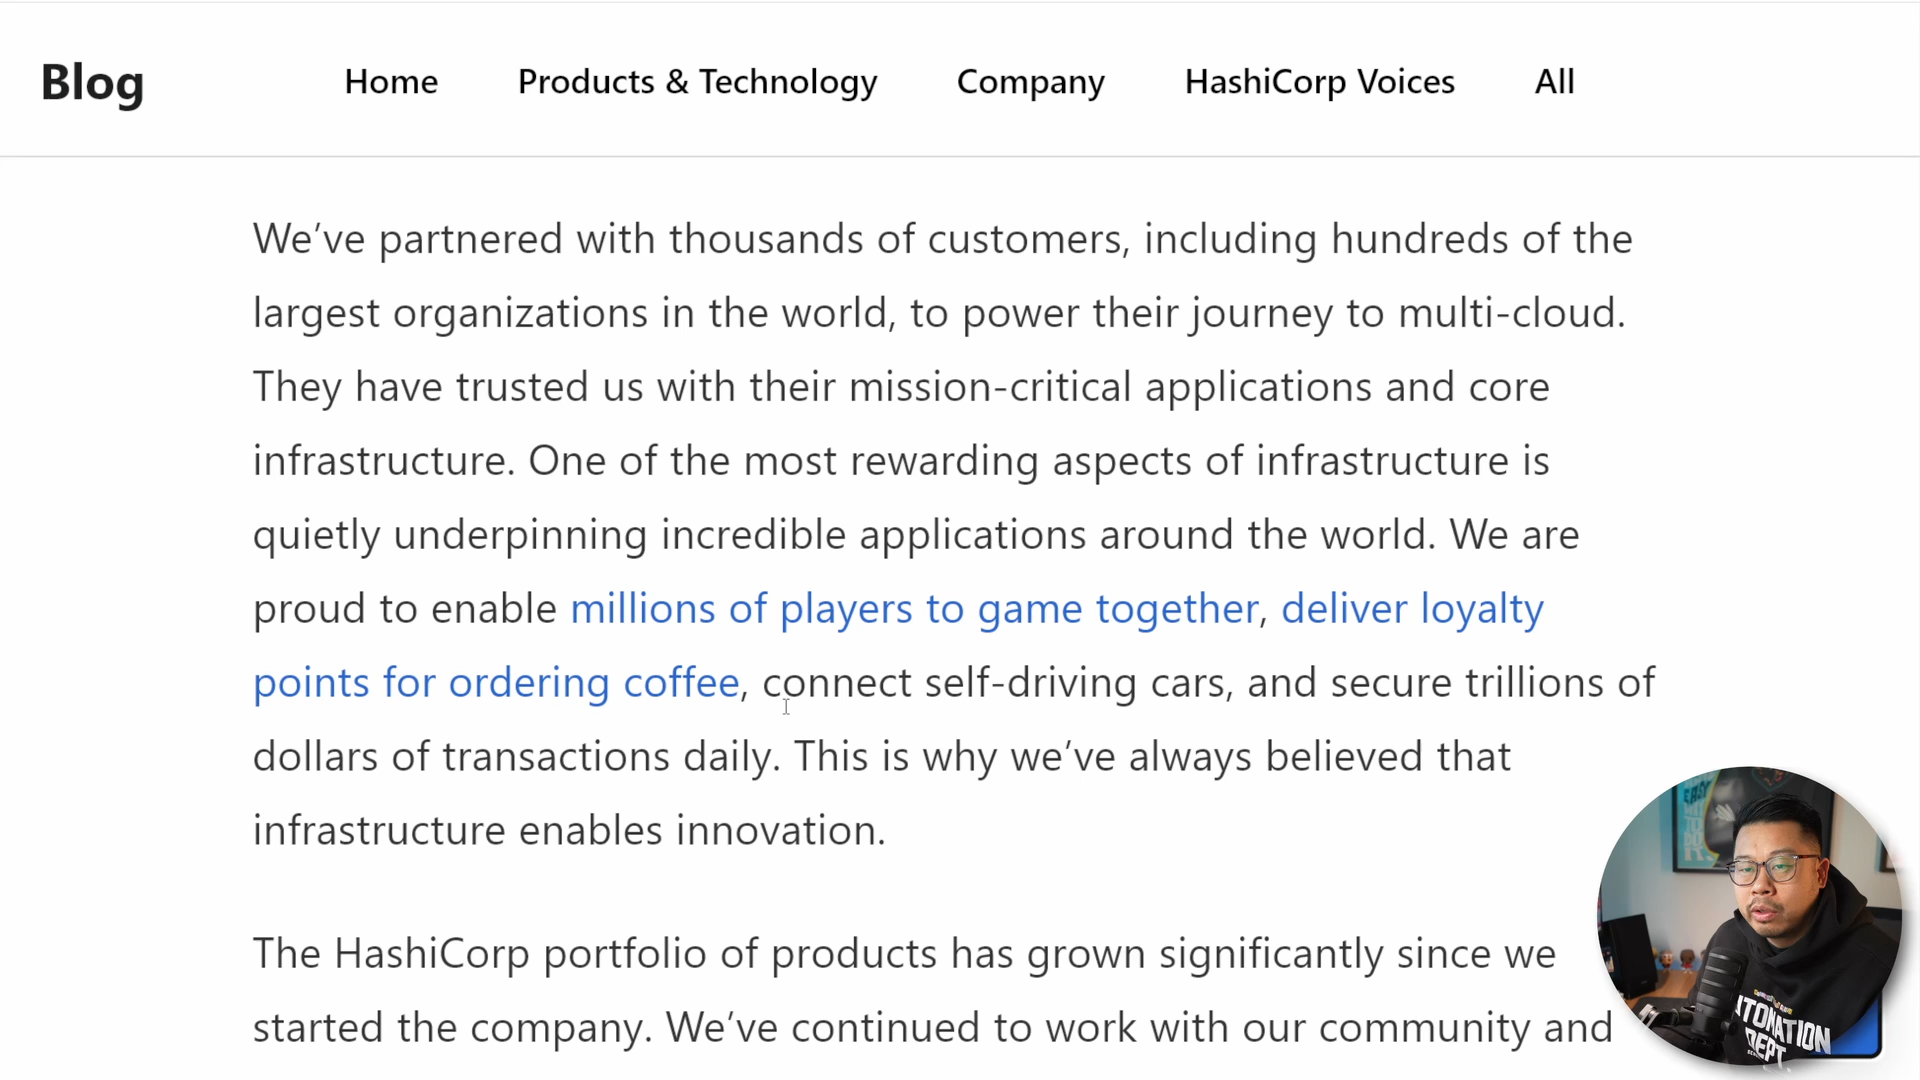 Blog
Home Products & Technology Company HashiCorp Voices All
We’ve partnered with thousands of customers, including hundreds of the
largest organizations in the world, to power their journey to multi-cloud.
They have trusted us with their mission-critical applications and core
infrastructure. One of the most rewarding aspects of infrastructure is
quietly underpinning incredible applications around the world. We are
proud to enable millions of players to game together, deliver loyalty
points for ordering coffee, connect self-driving cars, and secure trillions of
dollars of transactions daily. This is why we’ve always believed that
infrastructure enables innovation.
The HashiCorp portfolio of products has grown significantly since we
started the company. We’ve continued to work with our community and
DEPT.